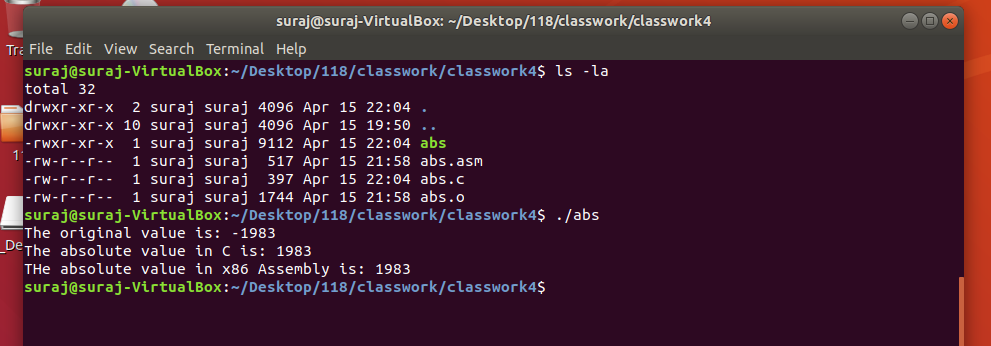 suraj@suraj-VirtualBox: ~/Desktop/118/classwork/classwork4
File Edit View Search Terminal Help
suraj@suraj-VirtualBox:~/Desktop/118/classwork/classwork4$ ls -la
total 32
drwxr-xr-x  2 suraj suraj 4096 Apr 15 22:04 .
drwxr-xr-x 10 suraj suraj 4096 Apr 15 19:50 ..
-rwxr-xr-x  1 suraj suraj 9112 Apr 15 22:04 abs
-rw-r--r--  1 suraj suraj  517 Apr 15 21:58 abs.asm
-rw-r--r--  1 suraj suraj  397 Apr 15 22:04 abs.c
-rw-r--r--  1 suraj suraj 1744 Apr 15 21:58 abs.o
suraj@suraj-VirtualBox:~/Desktop/118/classwork/classwork4$ ./abs
The original value is: -1983
The absolute value in C is: 1983
THe absolute value in x86 Assembly is: 1983
suraj@suraj-VirtualBox:~/Desktop/118/classwork/classwork4$